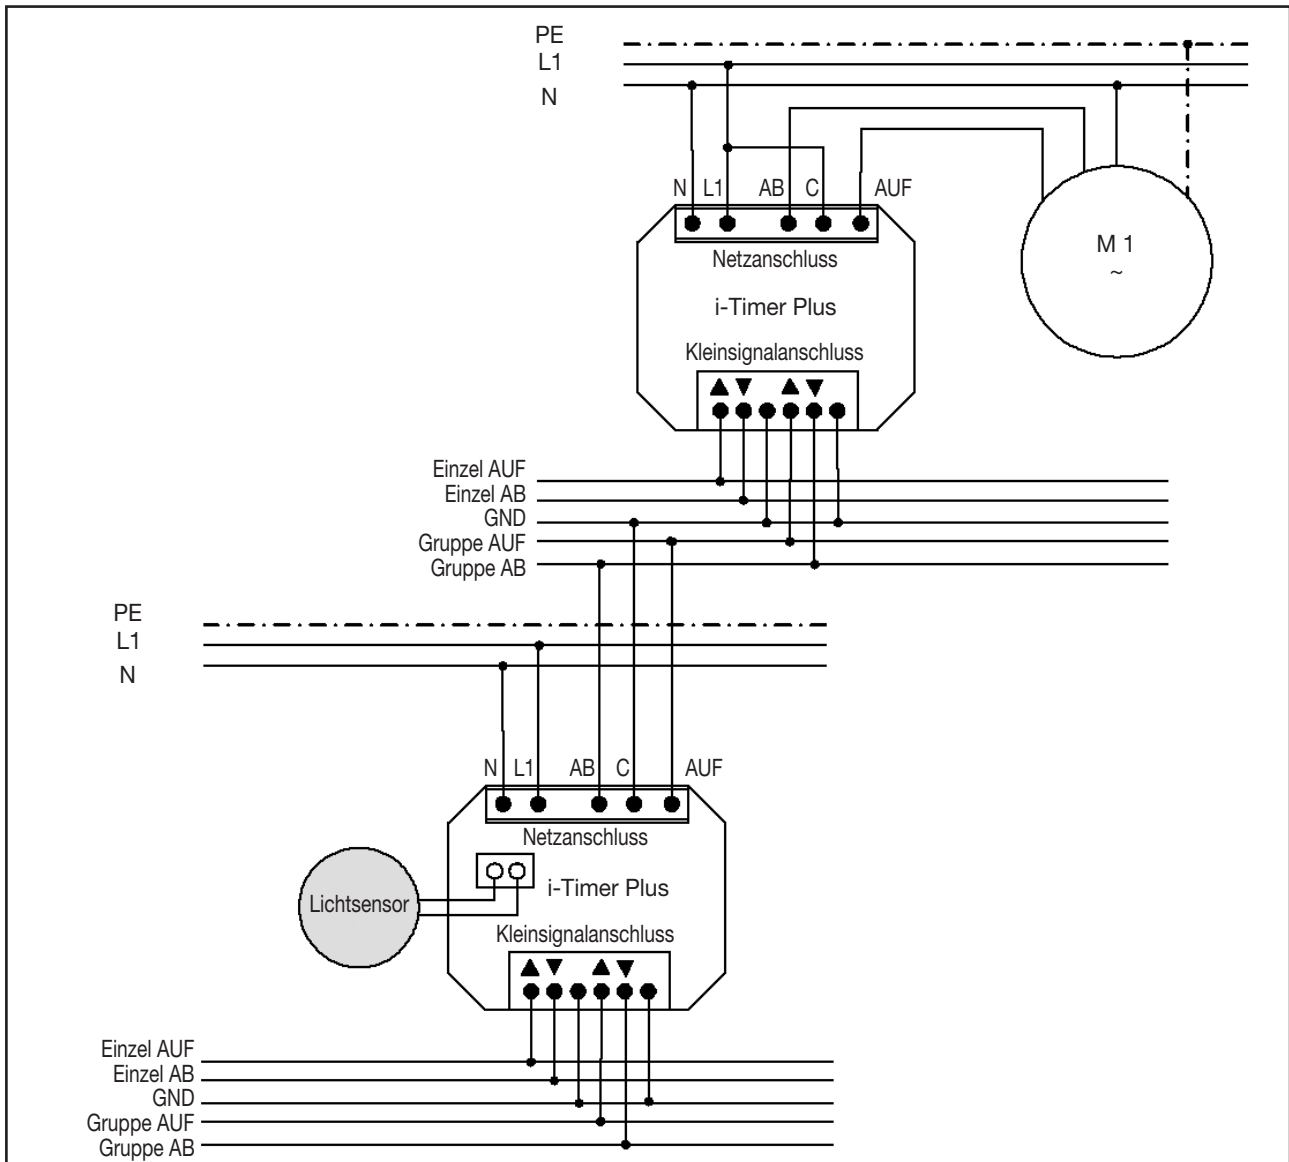 PE
L1
N
N L1 AB C AUF
Netzanschluss
M 1
~
i-Timer Plus
Kleinsignalanschluss
▲ ▼ ▲ ▼
Einzel AUF
Einzel AB
GND
Gruppe AUF
Gruppe AB
PE
L1
N
N L1 AB C AUF
Netzanschluss
i-Timer Plus
Lichtsensor
Kleinsignalanschluss
▲ ▼ ▲ ▼
Einzel AUF
Einzel AB
GND
Gruppe AUF
Gruppe AB